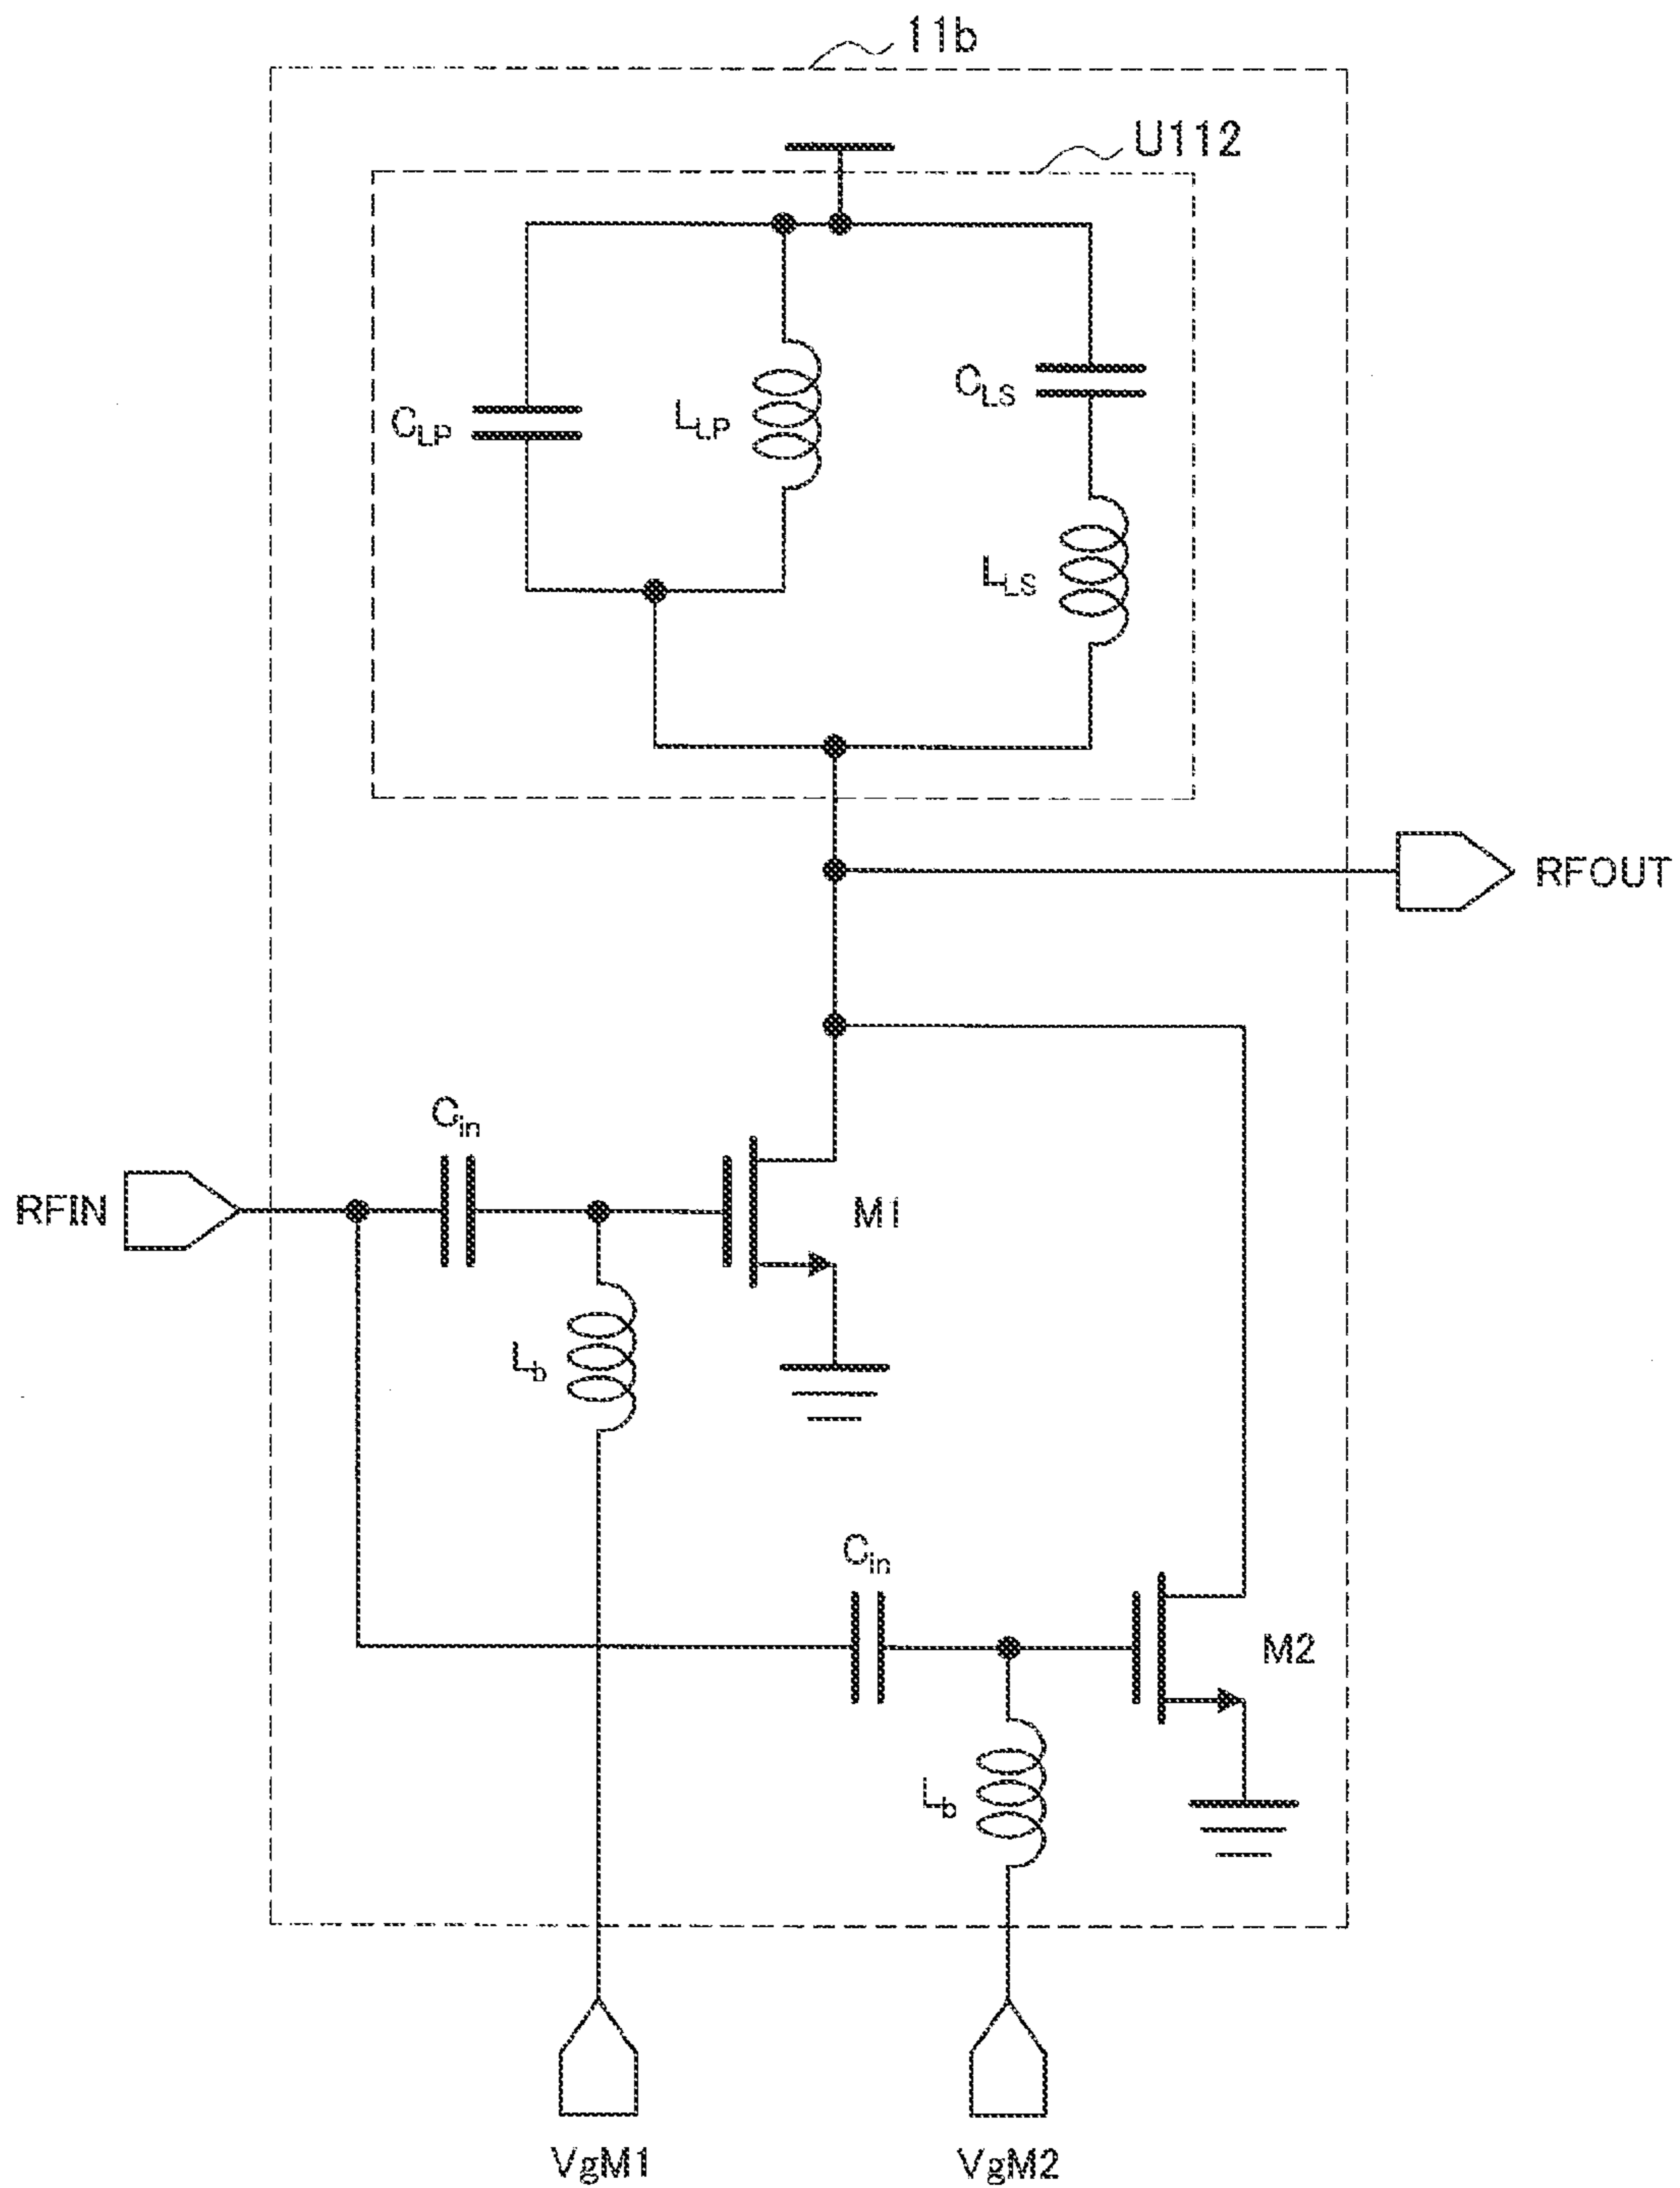 11b
U112
CLS
CLP
LLP
LLS
RFOUT
Cin
RFIN
M1
Lb
Cin
M2
Lb
VgM1
VgM2